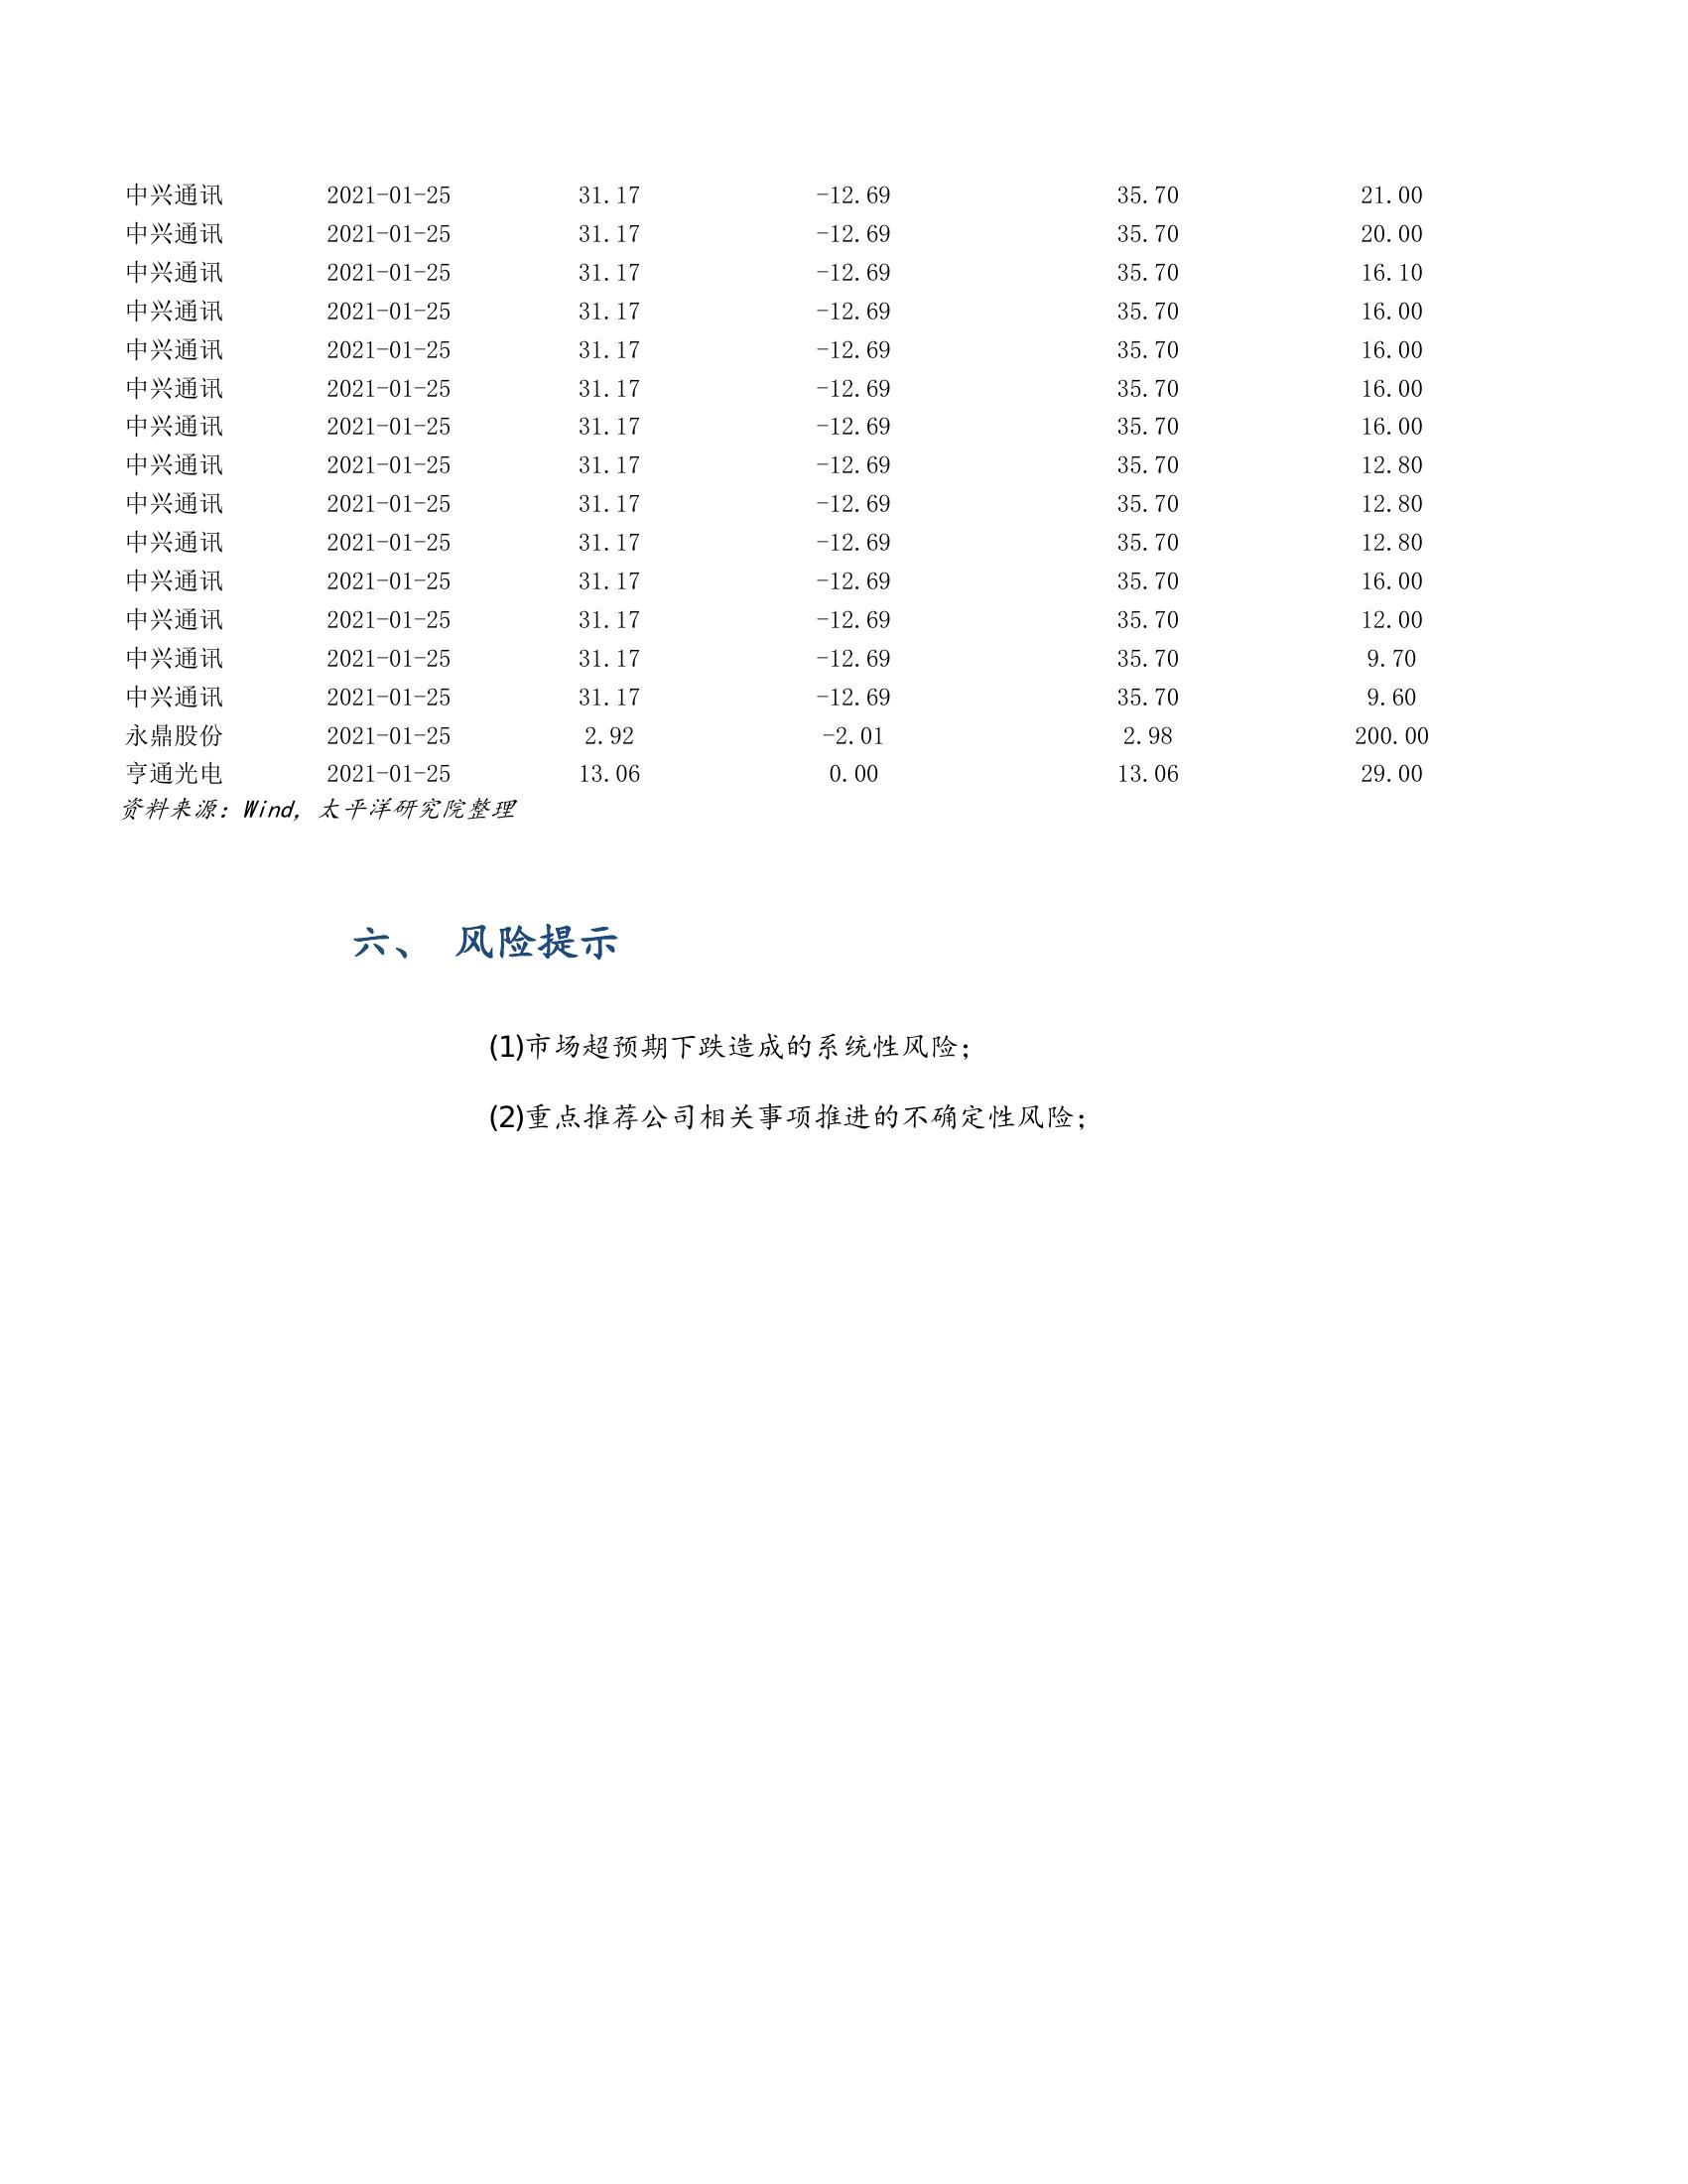 中兴通讯 2021-01-25 31.17 -12.69 35.70 21.00
中兴通讯 2021-01-25 31.17 -12.69 35.70 20.00
中兴通讯 2021-01-25 31.17 -12.69 35.70 16.10
中兴通讯 2021-01-25 31.17 -12.69 35.70 16.00
中兴通讯 2021-01-25 31.17 -12.69 35.70 16.00
中兴通讯 2021-01-25 31.17 -12.69 35.70 16.00
中兴通讯 2021-01-25 31.17 -12.69 35.70 16.00
中兴通讯 2021-01-25 31.17 -12.69 35.70 12.80
中兴通讯 2021-01-25 31.17 -12.69 35.70 12.80
中兴通讯 2021-01-25 31.17 -12.69 35.70 12.80
中兴通讯 2021-01-25 31.17 -12.69 35.70 16.00
中兴通讯 2021-01-25 31.17 -12.69 35.70 12.00
中兴通讯 2021-01-25 31.17 -12.69 35.70 9.70
中兴通讯 2021-01-25 31.17 -12.69 35.70 9.60
永鼎股份 2021-01-25 2.92 -2.01 2.98 200.00
亨通光电 2021-01-25 13.06 0.00 13.06 29.00
资料来源：Wind，太平洋研究院整理
六、 风险提示
(1)市场超预期下跌造成的系统性风险；
(2)重点推荐公司相关事项推进的不确定性风险；